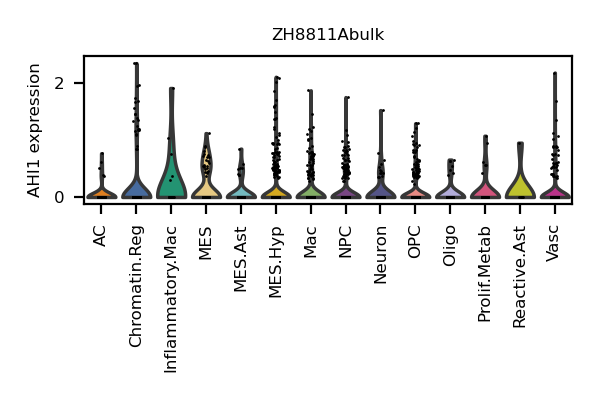 ZH8811Abulk
AHI1 expression
2
0
AC
Chromatin.Reg
Inflammatory.Mac
MES
MES.Ast
MES.Hyp
Mac
NPC
Neuron
OPC
Oligo
Prolif.Metab
Reactive.Ast
Vasc